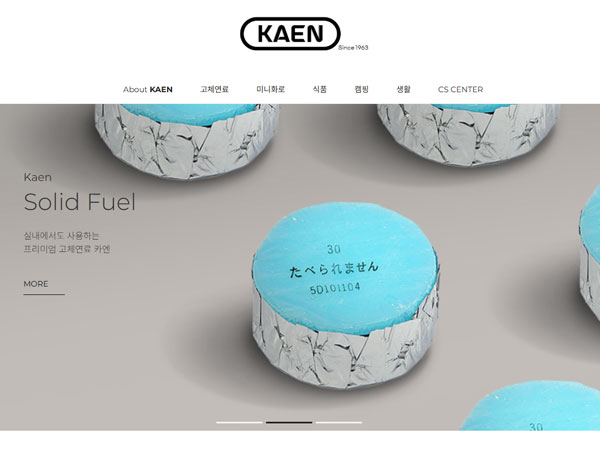 KAEN
Since 1963
About KAEN 고체연료 미니화로 식품 캠핑 생활 CS CENTER
Kaen
Solid Fuel
실내에서도 사용하는
프리미엄 고체연료 카엔
MORE
30
たべられません
5D101104
30